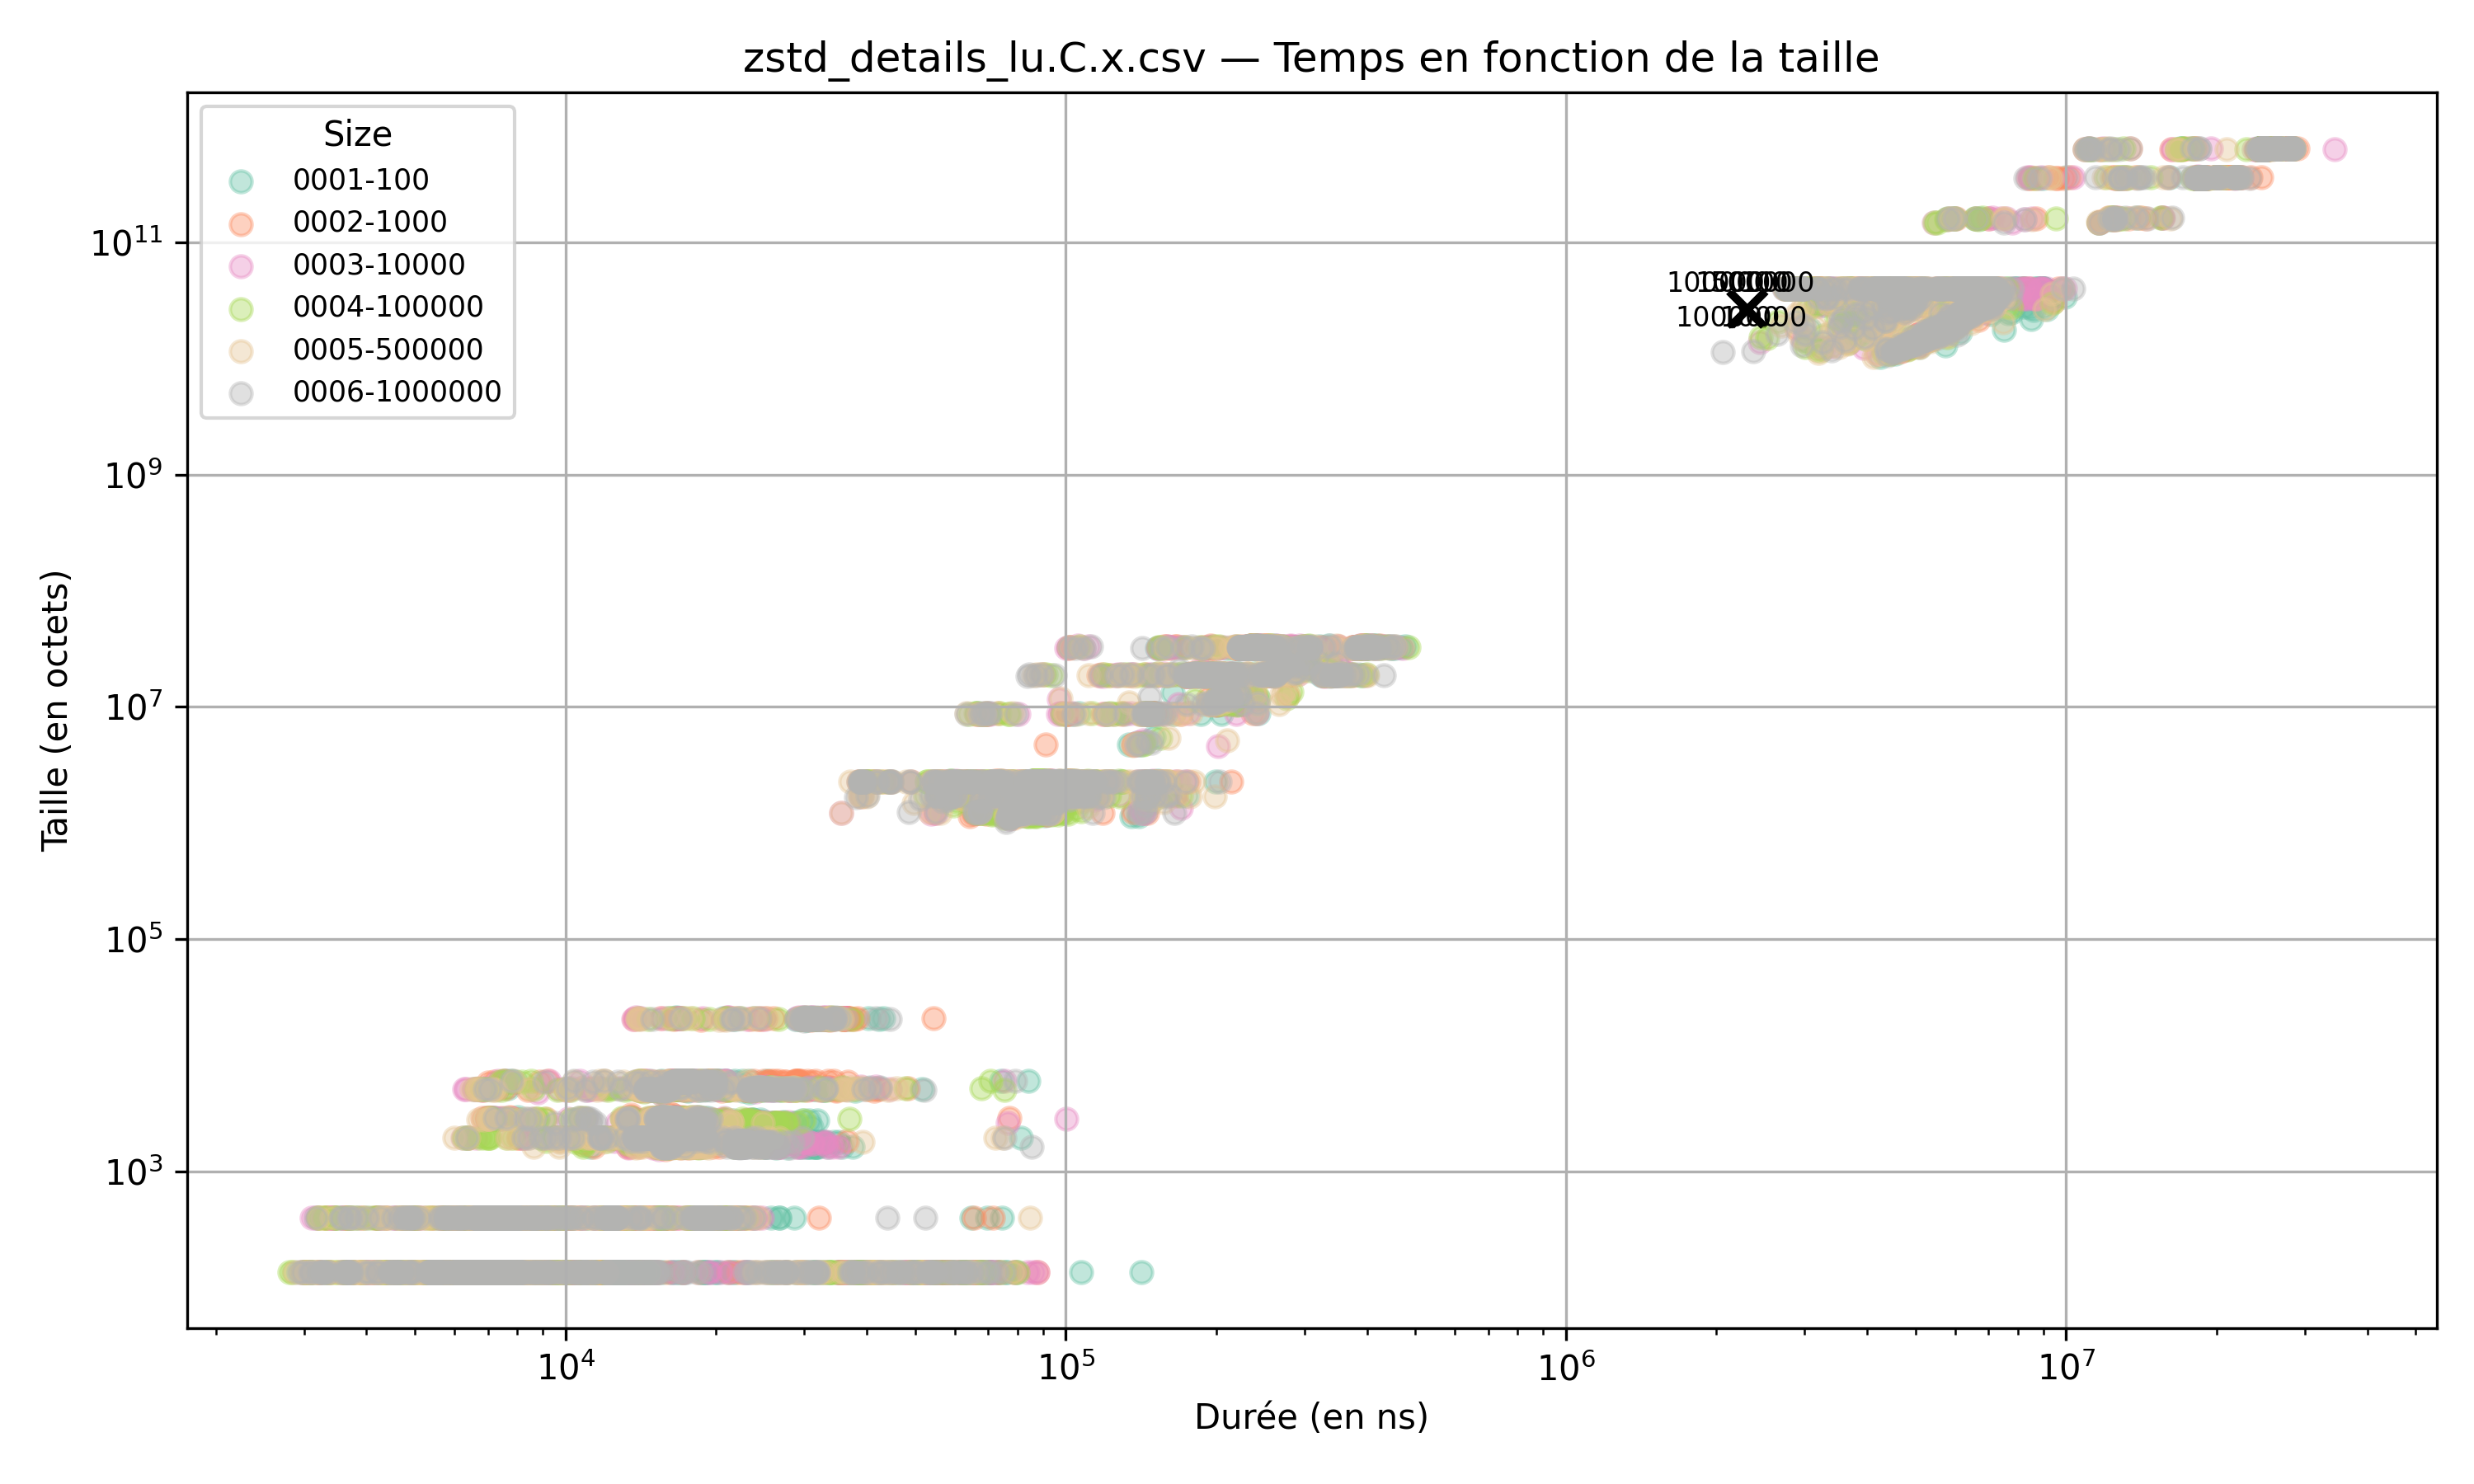 zstd_details_lu.C.x.csv — Temps en fonction de la taille
Size
0001-100
0002-1000
0003-10000
0004-100000
0005-500000
0006-1000000
10¹¹
10⁹
10⁷
10⁵
10³
Taille (en octets)
10⁴ 10⁵ 10⁶ 10⁷
Durée (en ns)